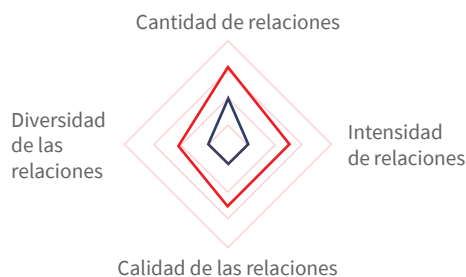 Cantidad de relaciones
Diversidad
de las
relaciones
Intensidad
de relaciones
Calidad de las relaciones